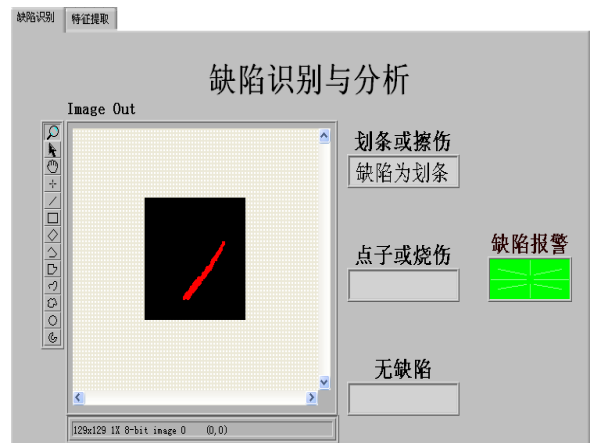 缺陷识别 特征提取
缺陷识别与分析
Image Out
划条或擦伤
缺陷为划条
点子或烧伤
缺陷报警
无缺陷
129x129 1X 8-bit image 0 (0,0)